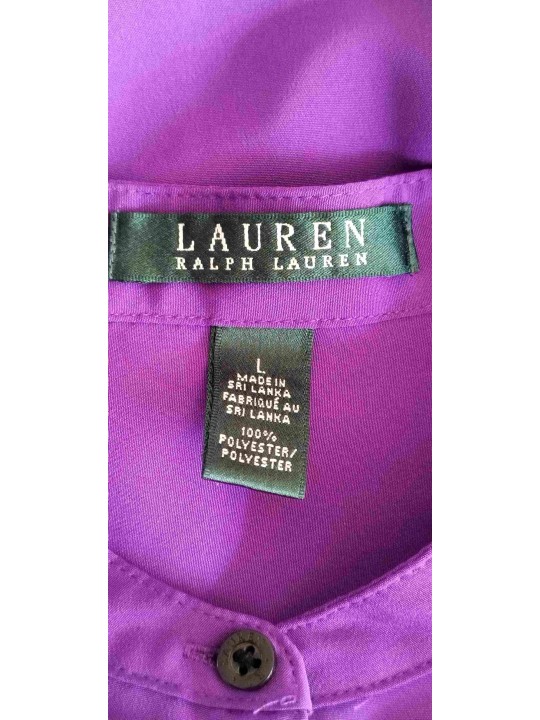 LAUREN
RALPH LAUREN
L
MADE IN
SRI LANKA
FABRIQUÉ AU
SRI LANKA
100%
POLYESTER/
POLYESTER